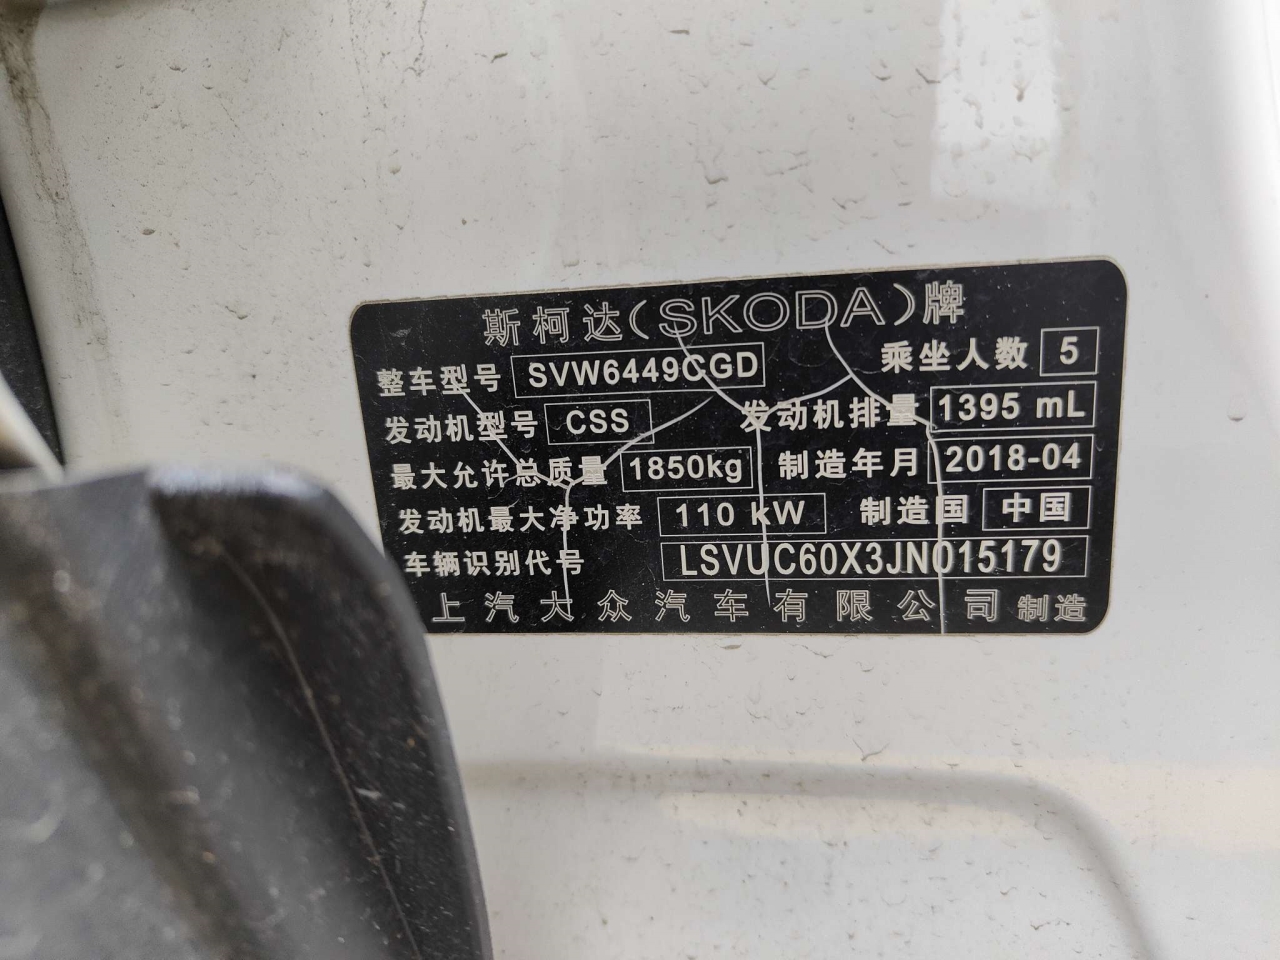 斯柯达(SKODA)牌
整车型号 SVW6449CGD 乘坐人数 5
发动机型号 CSS 发动机排量 1395 mL
最大允许总质量 1850kg 制造年月 2018-04
发动机最大净功率 110 kW 制造国 中国
车辆识别代号 LSVUC60X3JN015179
上汽大众汽车有限公司 制造